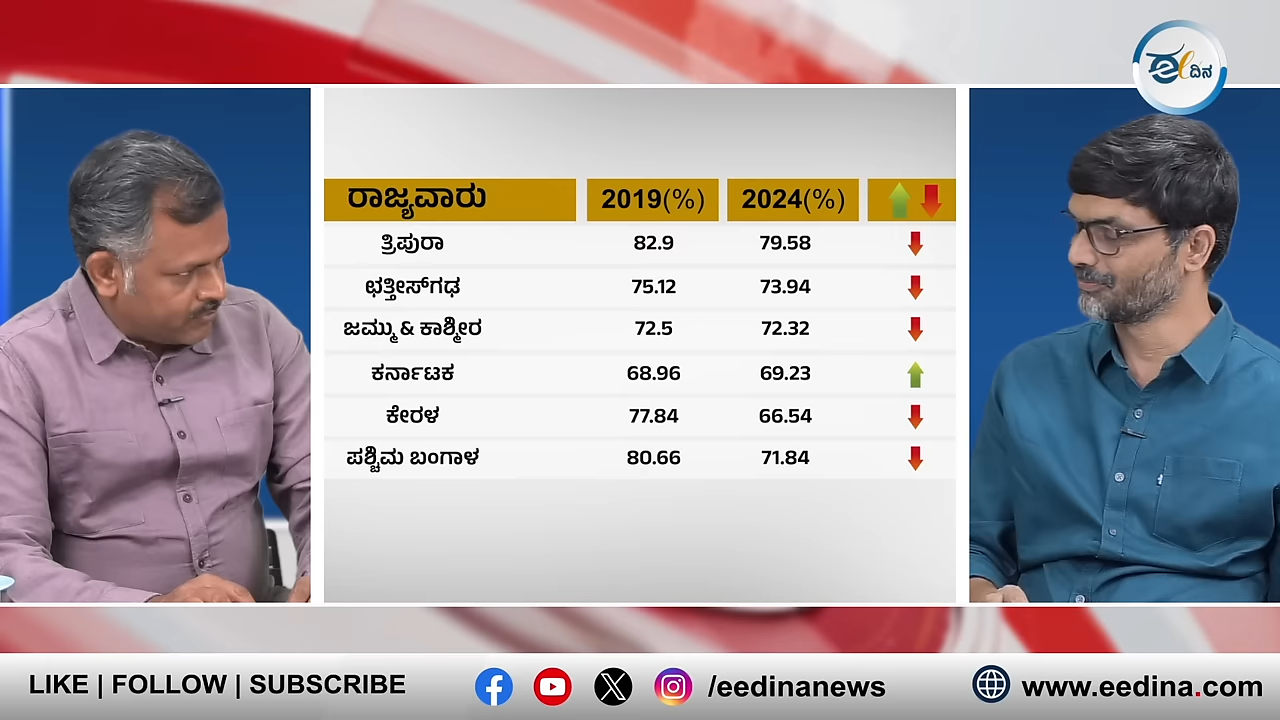 ಈ ದಿನ
ರಾಜ್ಯವಾರು 2019(%) 2024(%)
ತ್ರಿಪುರಾ 82.9 79.58
ಛತ್ತೀಸ್‌ಗಢ 75.12 73.94
ಜಮ್ಮು & ಕಾಶ್ಮೀರ 72.5 72.32
ಕರ್ನಾಟಕ 68.96 69.23
ಕೇರಳ 77.84 66.54
ಪಶ್ಚಿಮ ಬಂಗಾಳ 80.66 71.84
LIKE | FOLLOW | SUBSCRIBE /eedinanews www.eedina.com